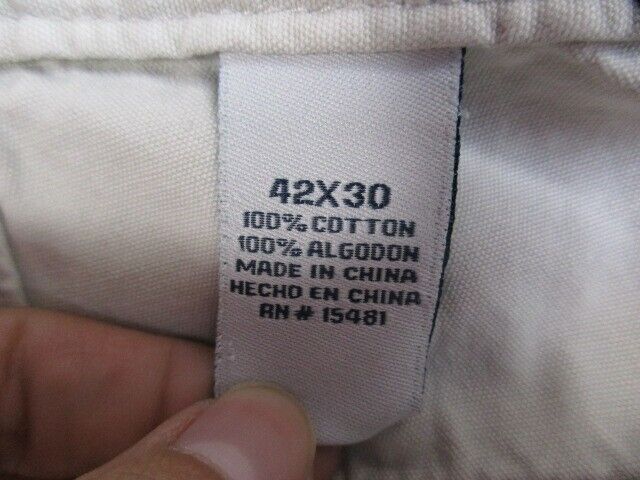 42X30
100% COTTON
100% ALGODON
MADE IN CHINA
HECHO EN CHINA
RN # 15481